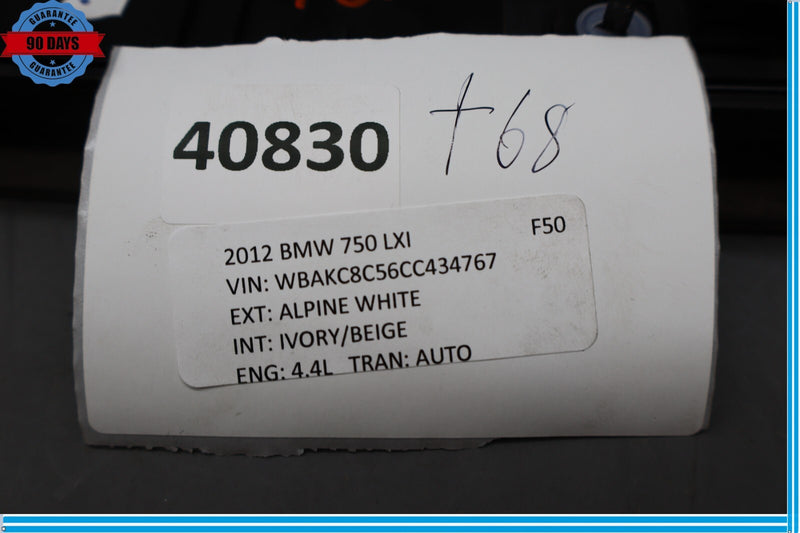 GUARANTEE
90 DAYS
GUARANTEE
40830 +68
2012 BMW 750 LXI F50
VIN: WBAKC8C56CC434767
EXT: ALPINE WHITE
INT: IVORY/BEIGE
ENG: 4.4L TRAN: AUTO